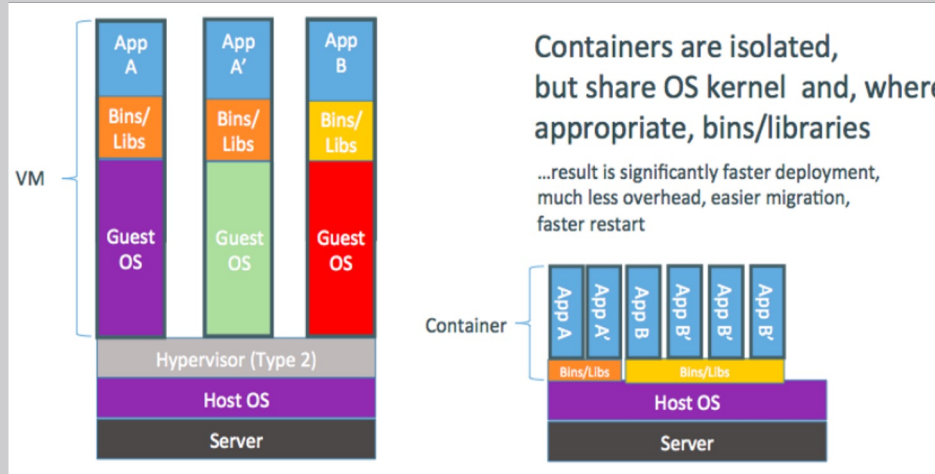 App
A
App
A'
App
B
Bins/
Libs
Bins/
Libs
Bins/
Libs
VM
Guest
OS
Guest
OS
Guest
OS
Hypervisor (Type 2)
Host OS
Server
Containers are isolated,
but share OS kernel and, where
appropriate, bins/libraries
...result is significantly faster deployment,
much less overhead, easier migration,
faster restart
Container
App A
App A'
App B
App B'
App B'
App B'
Bins/Libs
Bins/Libs
Host OS
Server